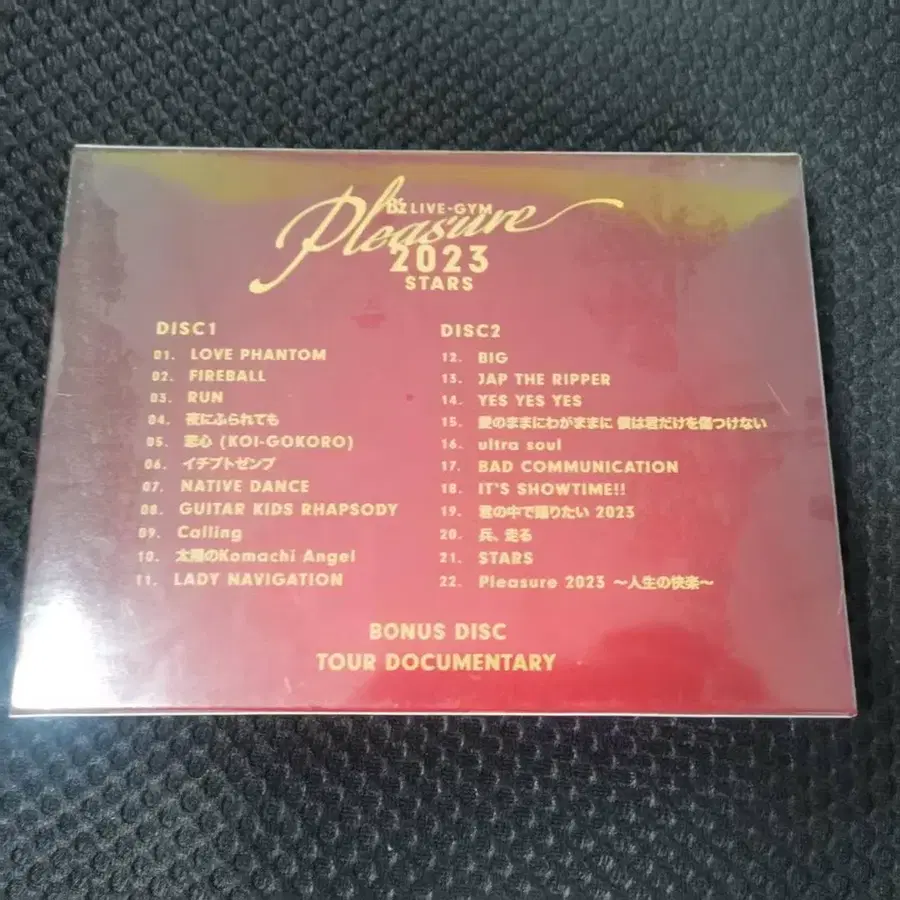 B'z LIVE-GYM
Pleasure
2023
STARS
DISC1
01. LOVE PHANTOM
02. FIREBALL
03. RUN
04. 夜にふられても
05. 恋心 (KOI-GOKORO)
06. イチブトゼンブ
07. NATIVE DANCE
08. GUITAR KIDS RHAPSODY
09. Calling
10. 太陽のKomachi Angel
11. LADY NAVIGATION
DISC2
12. BIG
13. JAP THE RIPPER
14. YES YES YES
15. 愛のままにわがままに 僕は君だけを傷つけない
16. ultra soul
17. BAD COMMUNICATION
18. IT'S SHOWTIME!!
19. 君の中で踊りたい 2023
20. 兵、走る
21. STARS
22. Pleasure 2023 〜人生の快楽〜
BONUS DISC
TOUR DOCUMENTARY